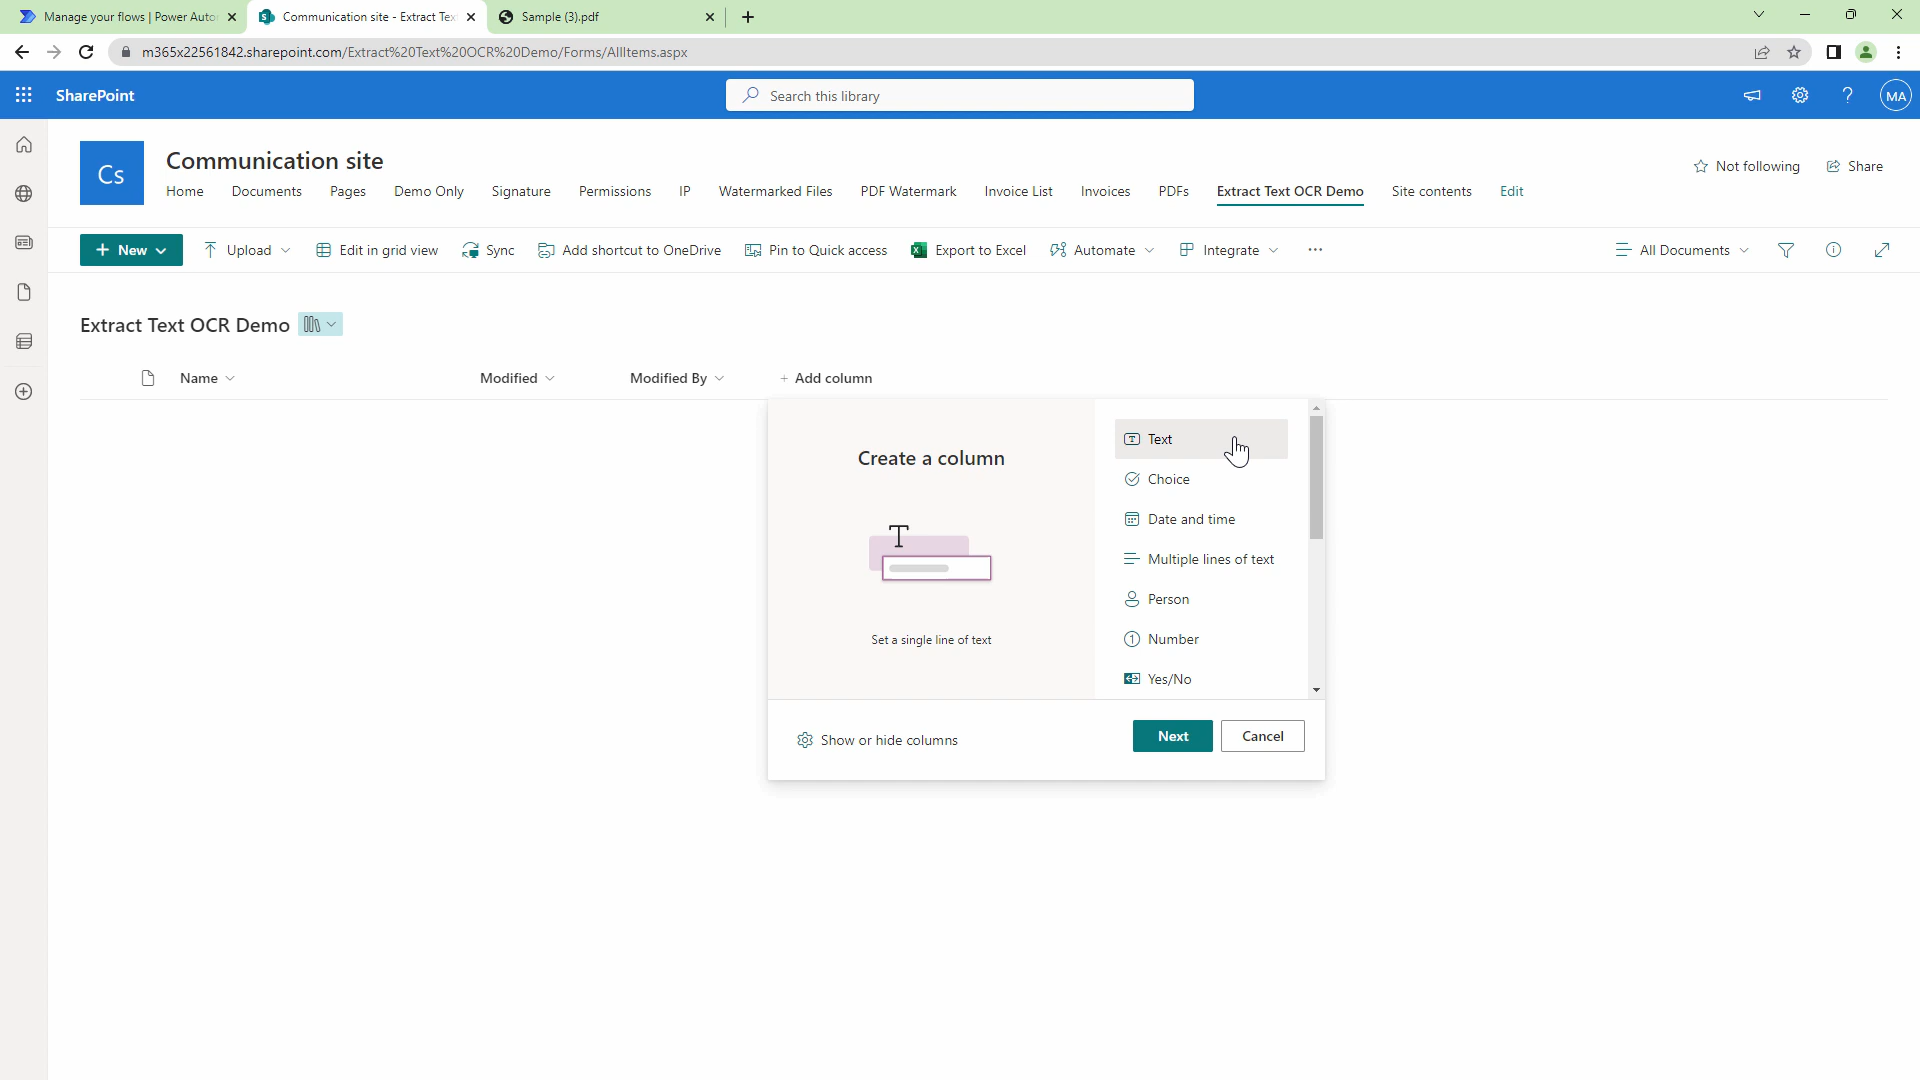 Manage your flows | Power Auto
Communication site - Extract Tex
Sample (3).pdf
m365x22561842.sharepoint.com/Extract%20Text%20OCR%20Demo/Forms/AllItems.aspx
SharePoint
Search this library
MA
Cs
Communication site
Not following
Share
Home
Documents
Pages
Demo Only
Signature
Permissions
IP
Watermarked Files
PDF Watermark
Invoice List
Invoices
PDFs
Extract Text OCR Demo
Site contents
Edit
New
Upload
Edit in grid view
Sync
Add shortcut to OneDrive
Pin to Quick access
Export to Excel
Automate
Integrate
All Documents
Extract Text OCR Demo
Name
Modified
Modified By
+ Add column
Create a column
T
Set a single line of text
Text
Choice
Date and time
Multiple lines of text
Person
Number
Yes/No
Show or hide columns
Next
Cancel